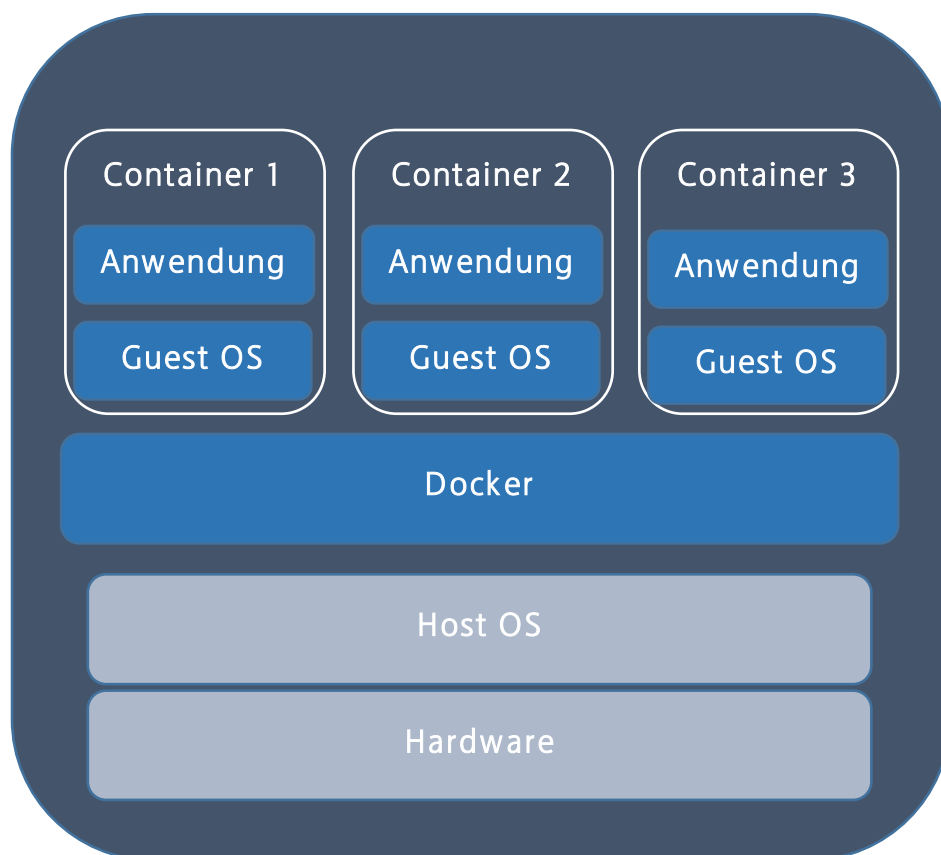 Container 1
Container 2
Container 3
Anwendung
Anwendung
Anwendung
Guest OS
Guest OS
Guest OS
Docker
Host OS
Hardware